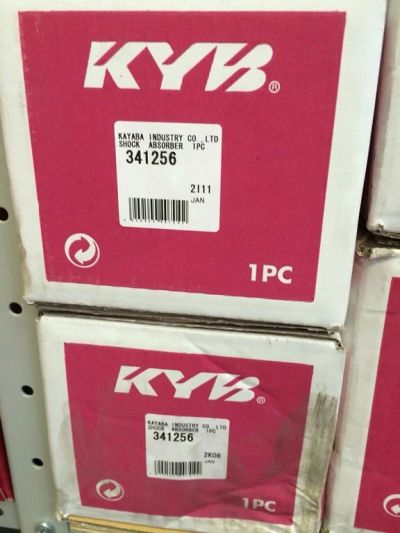 KYB®
KAYABA INDUSTRY CO.,LTD
SHOCK ABSORBER 1PC
341256
2I11
JAN
1PC
KYB®
KAYABA INDUSTRY CO.,LTD
SHOCK ABSORBER 1PC
341256
2K08
JAN
1PC